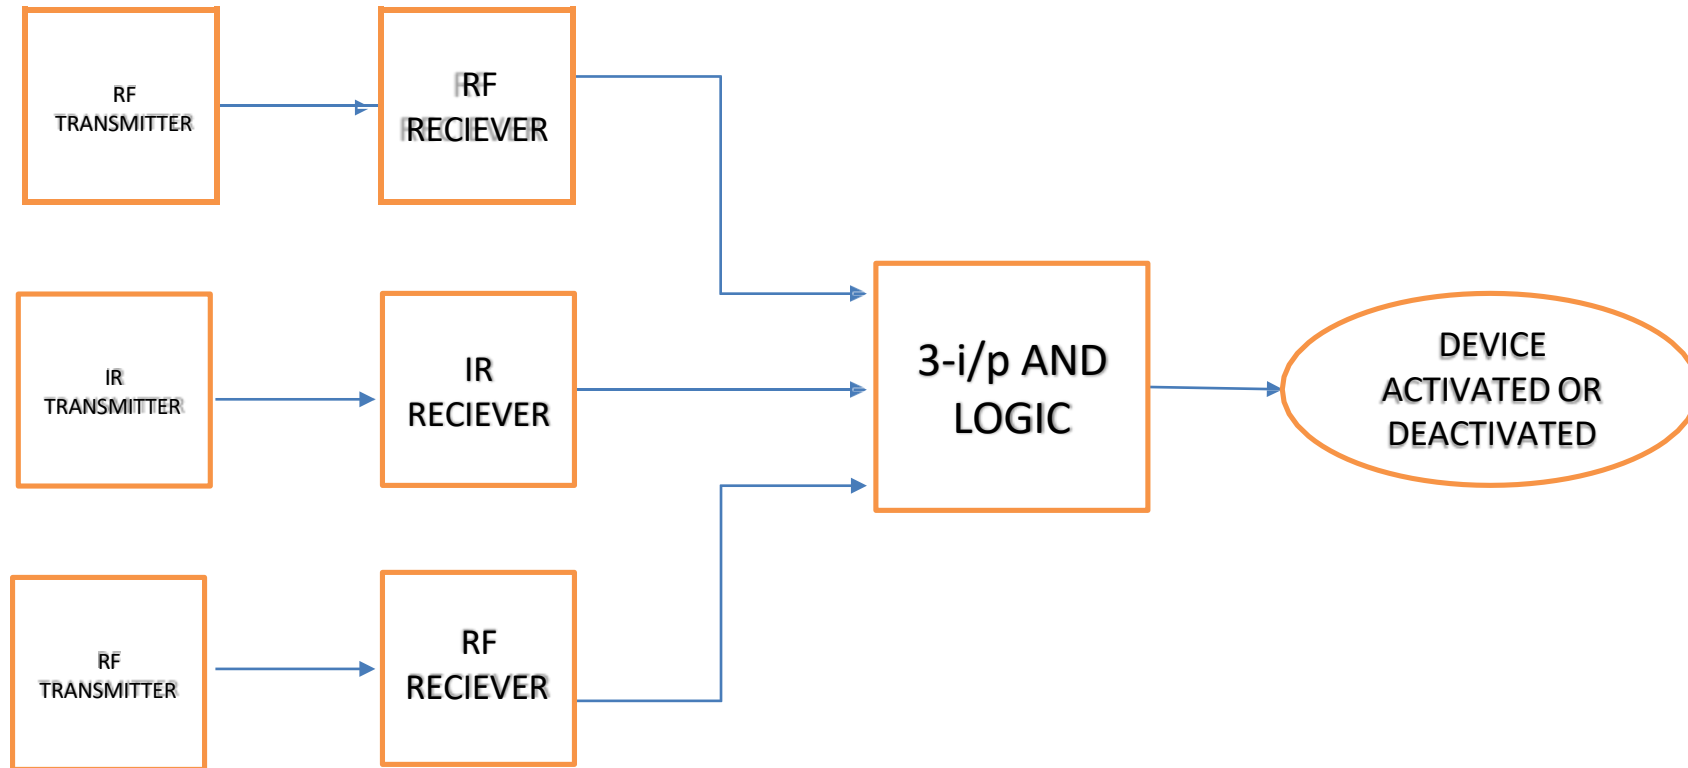 RF
TRANSMITTER
RF
RECIEVER
IR
TRANSMITTER
IR
RECIEVER
RF
TRANSMITTER
RF
RECIEVER
3-i/p AND
LOGIC
DEVICE
ACTIVATED OR
DEACTIVATED